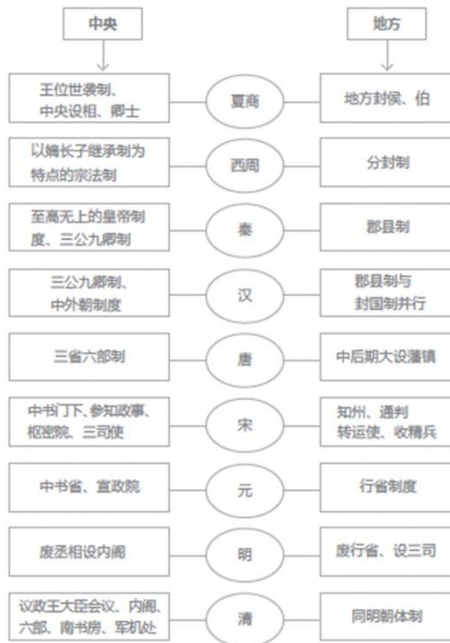 中央
地方
王位世袭制、
中央设相、卿士
夏商
地方封侯、伯
以嫡长子继承制为
特点的宗法制
西周
分封制
至高无上的皇帝制
度、三公九卿制
秦
郡县制
三公九卿制、
中外朝制度
汉
郡县制与
封国制并行
三省六部制
唐
中后期大设藩镇
中书门下、参知政事、
枢密院、三司使
宋
知州、通判
转运使、收精兵
中书省、宣政院
元
行省制度
废丞相设内阁
明
废行省、设三司
议政王大臣会议、内阁、
六部、南书房、军机处
清
同明朝体制